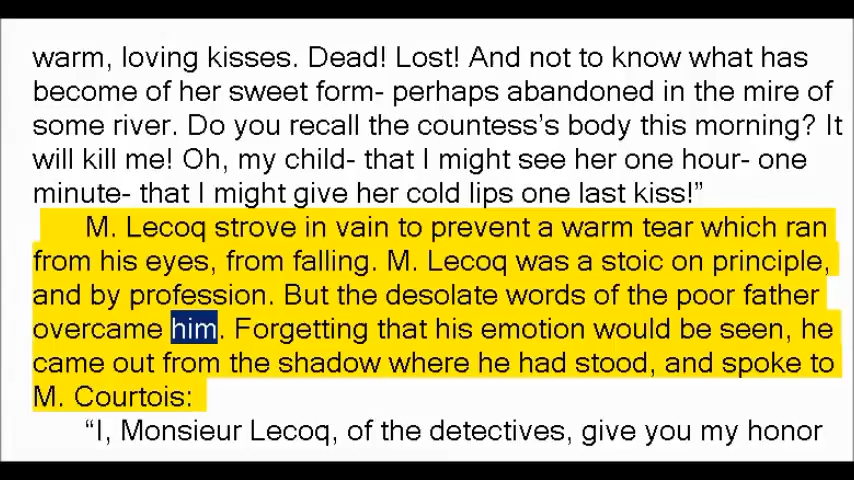 warm, loving kisses. Dead! Lost! And not to know what has
become of her sweet form- perhaps abandoned in the mire of
some river. Do you recall the countess's body this morning? It
will kill me! Oh, my child- that I might see her one hour- one
minute- that I might give her cold lips one last kiss!”
M. Lecoq strove in vain to prevent a warm tear which ran
from his eyes, from falling. M. Lecoq was a stoic on principle,
and by profession. But the desolate words of the poor father
overcame him. Forgetting that his emotion would be seen, he
came out from the shadow where he had stood, and spoke to
M. Courtois:
“I, Monsieur Lecoq, of the detectives, give you my honor